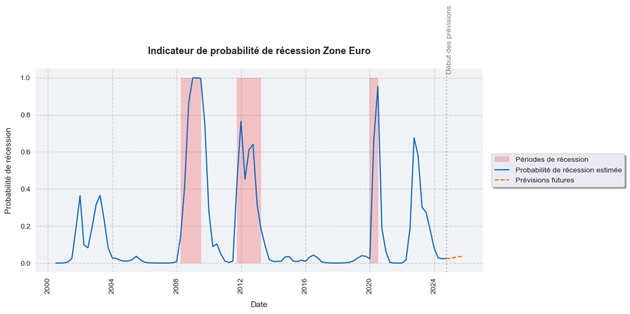 Début des prévisions
Indicateur de probabilité de récession Zone Euro
Probabilité de récession
1.0
0.8
0.6
0.4
0.2
0.0
2000
2004
2008
2012
2016
2020
2024
Date
Périodes de récession
Probabilité de récession estimée
Prévisions futures